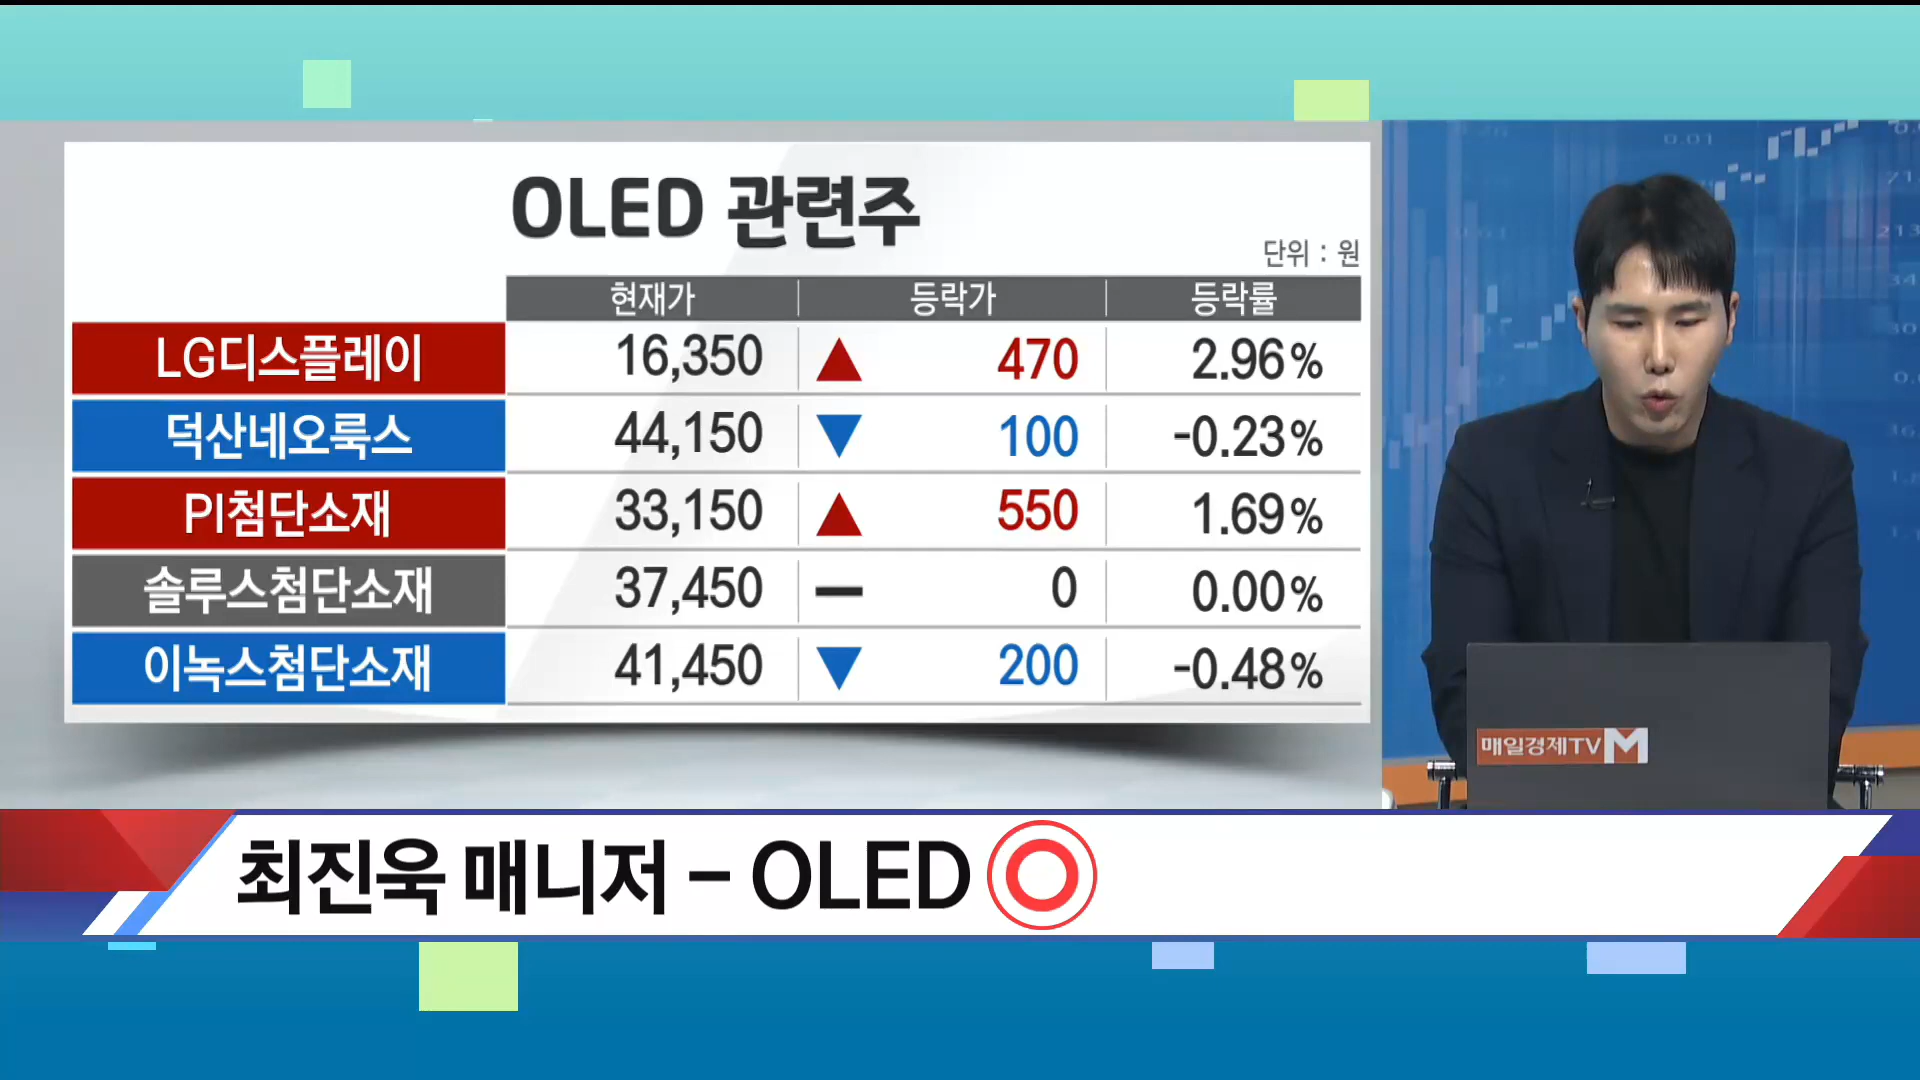 OLED 관련주
단위 : 원
현재가 등락가 등락률
LG디스플레이 16,350 ▲ 470 2.96%
덕산네오룩스 44,150 ▼ 100 -0.23%
PI첨단소재 33,150 ▲ 550 1.69%
솔루스첨단소재 37,450 — 0 0.00%
이녹스첨단소재 41,450 ▼ 200 -0.48%
0.01
매일경제TV M
최진욱 매니저 - OLED